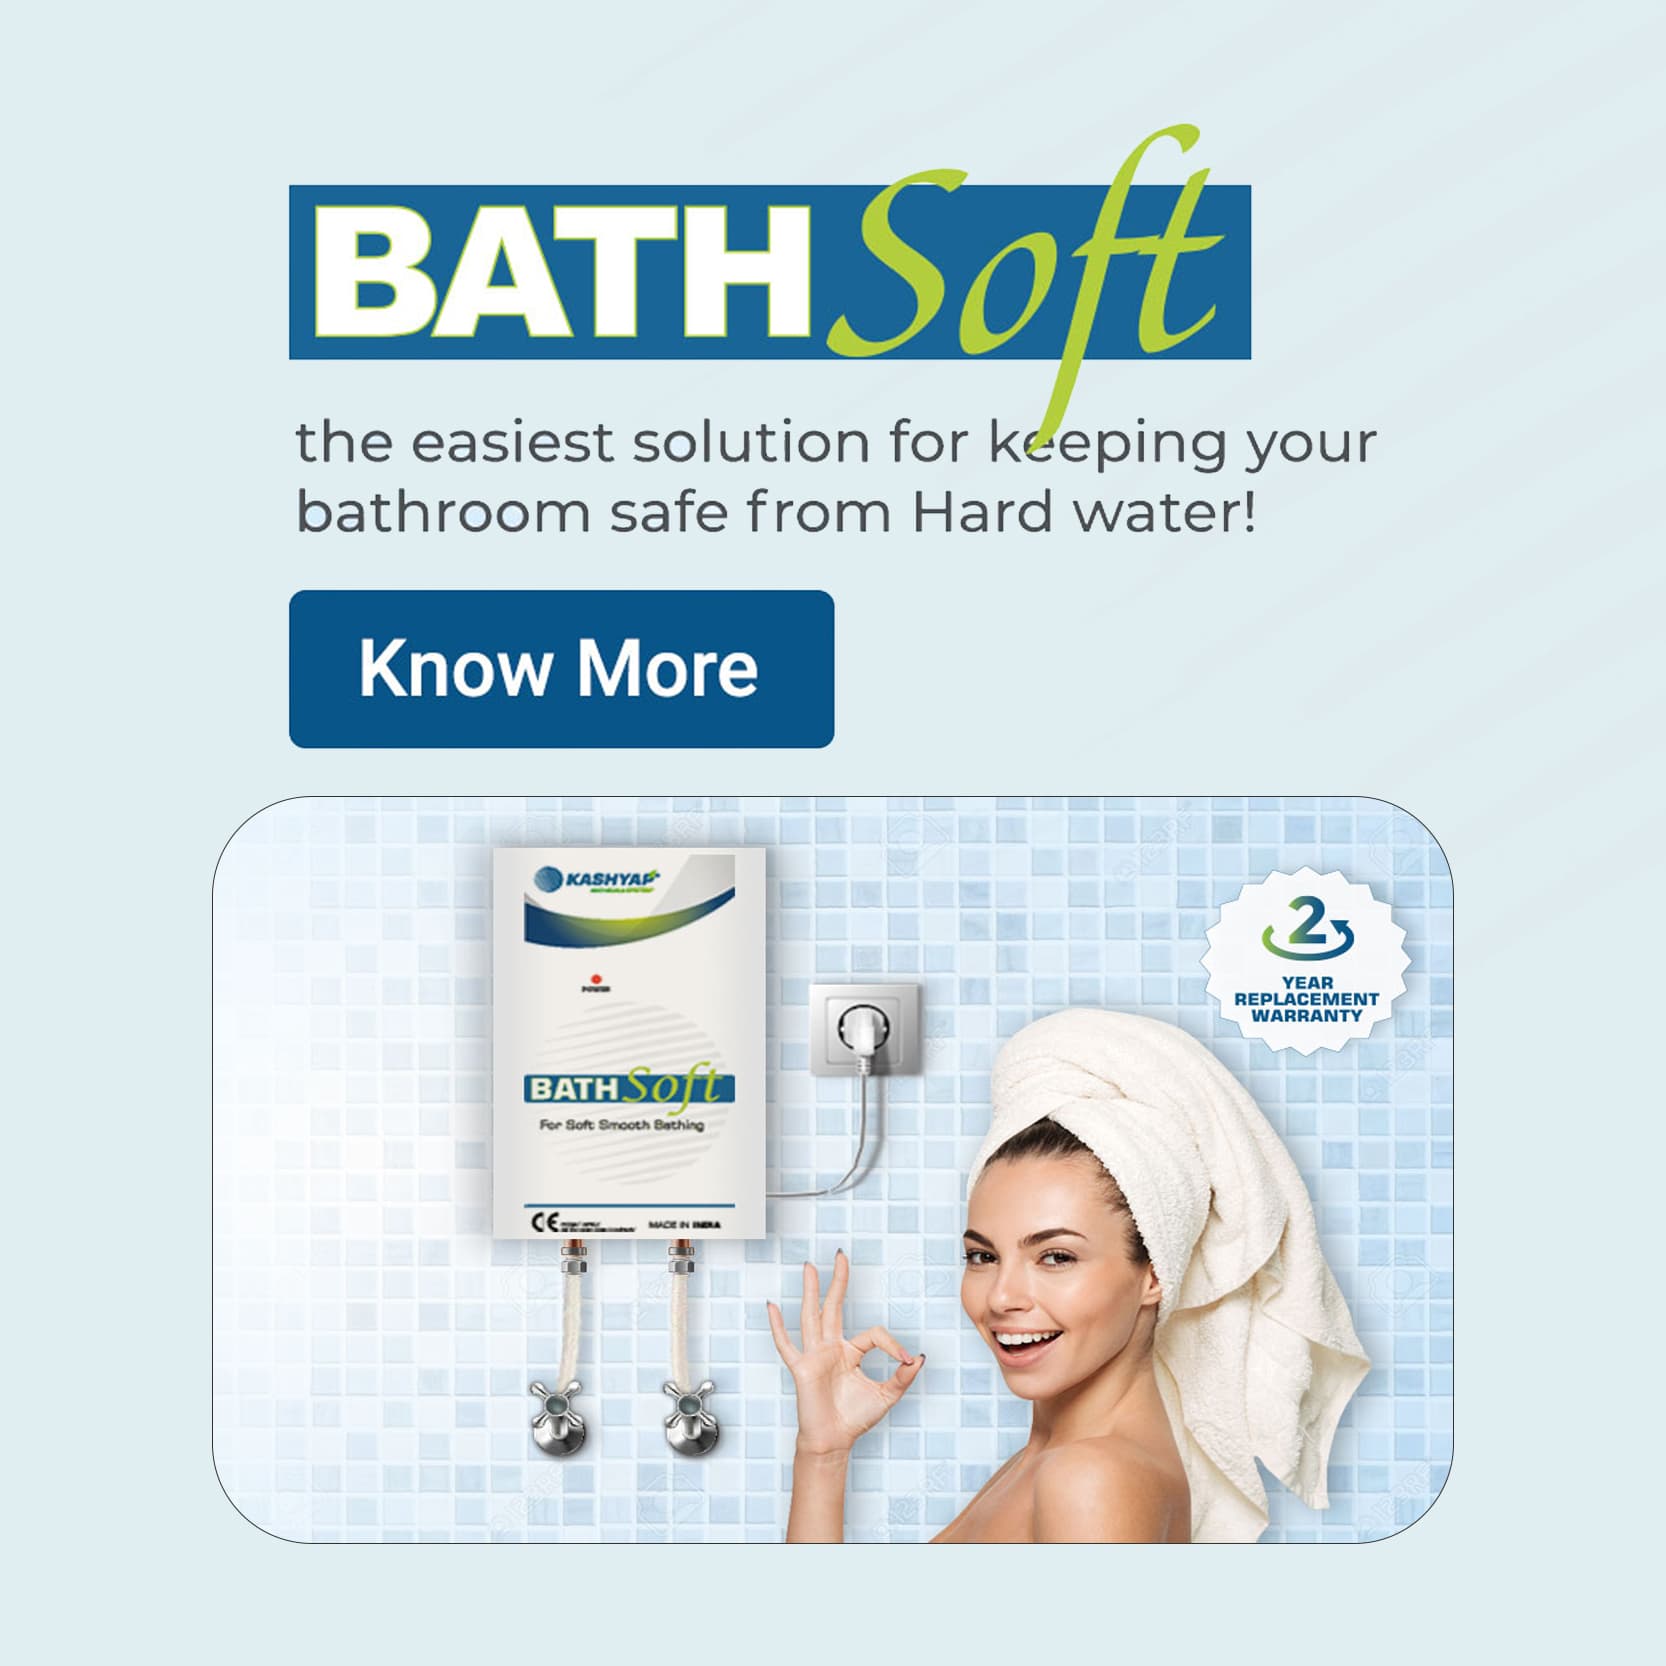 BATH Soft
the easiest solution for keeping your
bathroom safe from Hard water!
Know More
KASHYAP
POWER
BATH Soft
For Soft Smooth Bathing
CE
MADE IN INDIA
2
YEAR
REPLACEMENT
WARRANTY